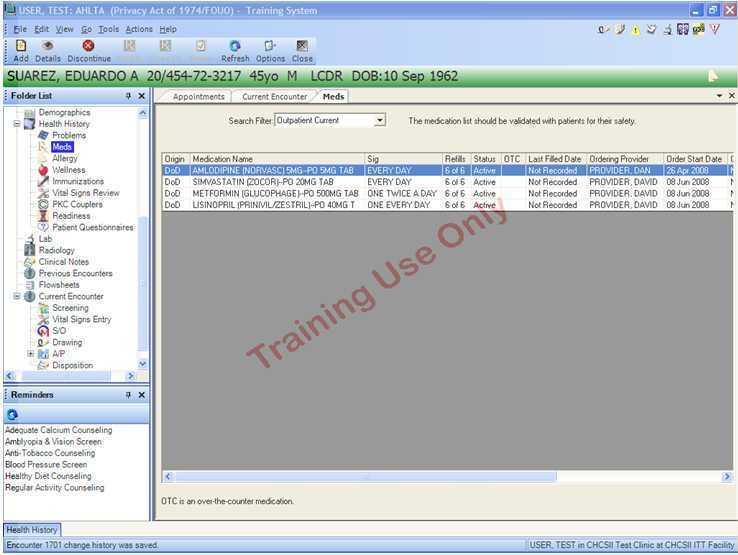 USER, TEST: AHLTA (Privacy Act of 1974/FOUO) - Training System
File Edit View Go Tools Actions Help
Add Details Discontinue Refresh Options Close
SUAREZ, EDUARDO A 20/454-72-3217 45yo M LCDR DOB:10 Sep 1962
Folder List
Demographics
Health History
Problems
Meds
Allergy
Wellness
Immunizations
Vital Signs Review
PKC Couplers
Readiness
Patient Questionnaires
Lab
Radiology
Clinical Notes
Previous Encounters
Flowsheets
Current Encounter
Screening
Vital Signs Entry
S/O
Drawing
A/P
Disposition
Reminders
Adequate Calcium Counseling
Amblyopia & Vision Screen
Anti-Tobacco Counseling
Blood Pressure Screen
Healthy Diet Counseling
Regular Activity Counseling
Appointments Current Encounter Meds
Search Filter: Outpatient Current The medication list should be validated with patients for their safety.
Origin Medication Name Sig Refills Status OTC Last Filled Date Ordering Provider Order Start Date
DoD AMLODIPINE (NORVASC) 5MG--PO 5MG TAB EVERY DAY 6 of 6 Active Not Recorded PROVIDER, DAN 26 Apr 2008
DoD SIMVASTATIN (ZOCOR)--PO 20MG TAB EVERY DAY 6 of 6 Active Not Recorded PROVIDER, DAVID 08 Jun 2008
DoD METFORMIN (GLUCOPHAGE)--PO 500MG TAB ONE TWICE A DAY 6 of 6 Active Not Recorded PROVIDER, DAVID 08 Jun 2008
DoD LISINOPRIL (PRINIVIL/ZESTRIL)--PO 40MG T ONE EVERY DAY 6 of 6 Active Not Recorded PROVIDER, DAVID 08 Jun 2008
Training Use Only
OTC is an over-the-counter medication.
Health History
Encounter 1701 change history was saved. USER, TEST in CHCSII Test Clinic at CHCSII ITT Facility